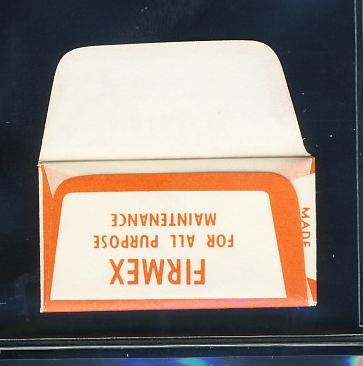 FIRMEX
FOR ALL PURPOSE
MAINTENANCE
MADE